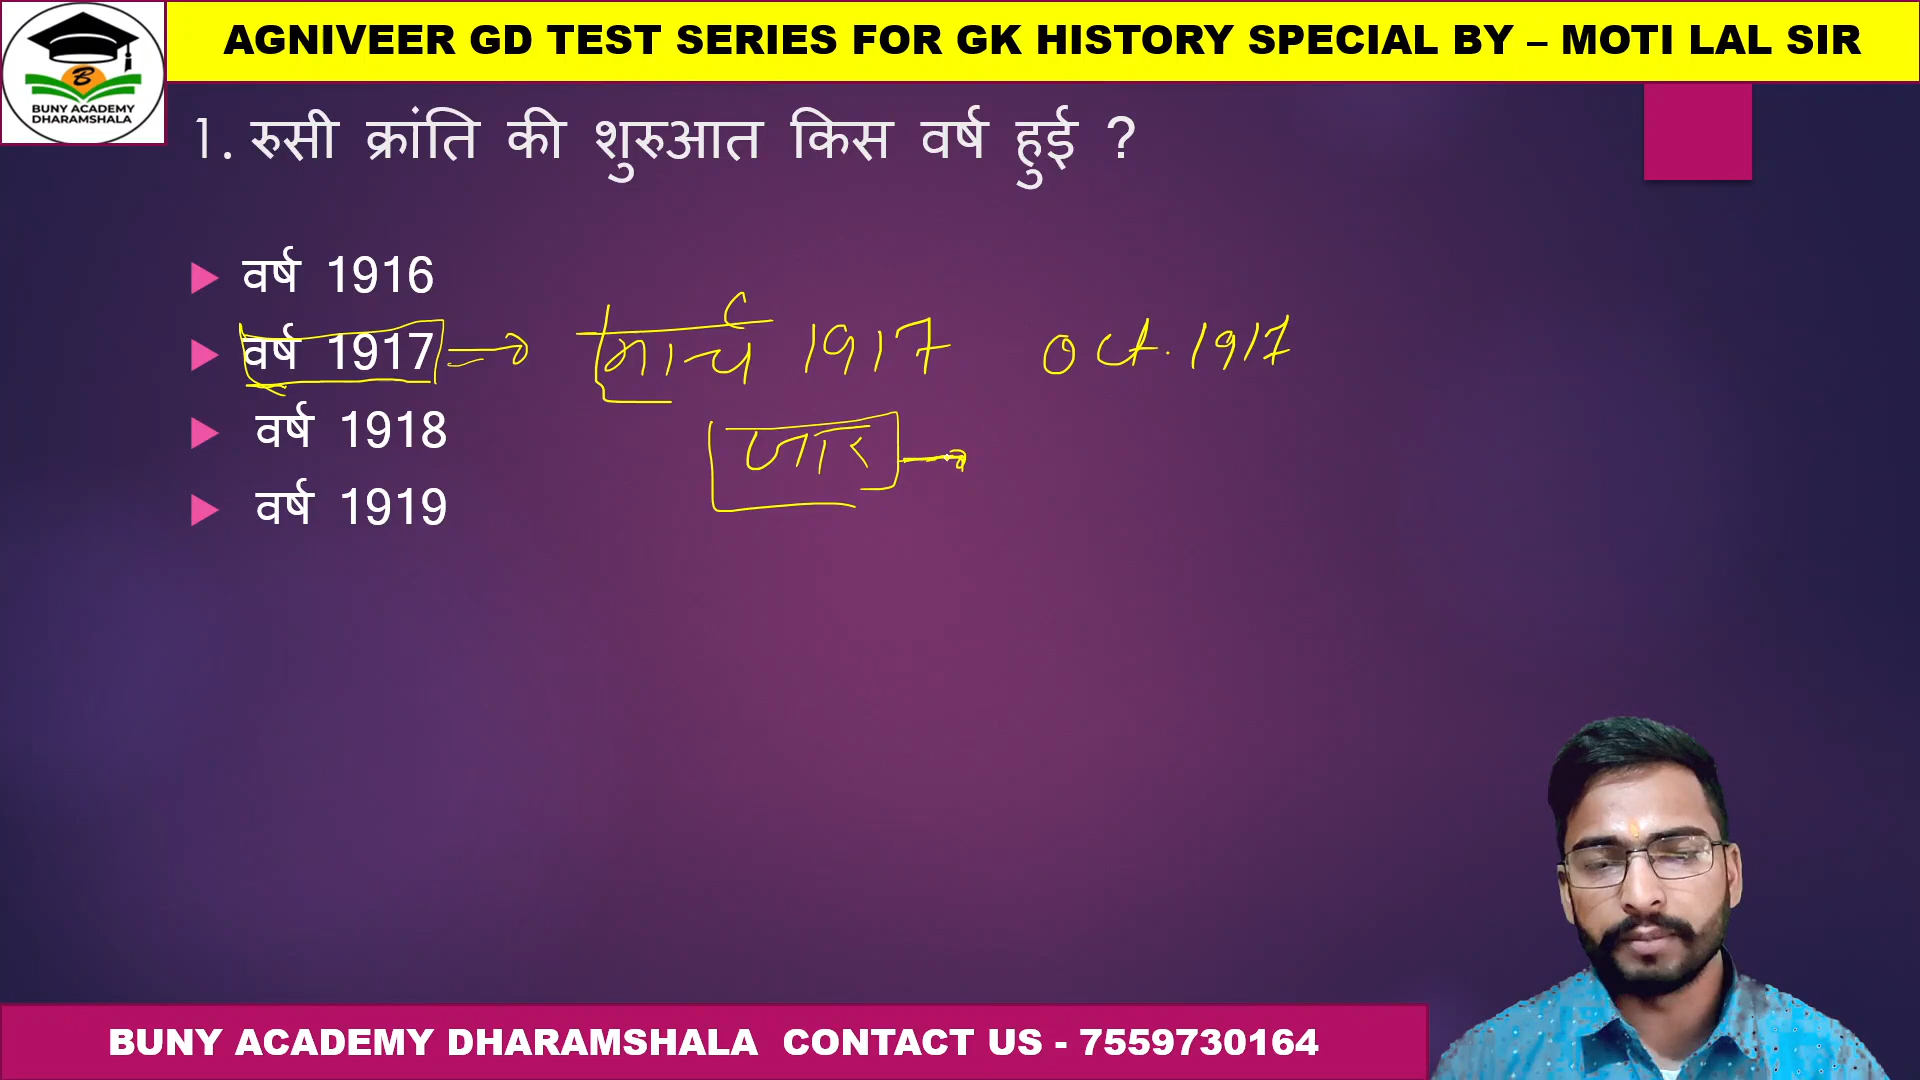 AGNIVEER GD TEST SERIES FOR GK HISTORY SPECIAL BY – MOTI LAL SIR
B
BUNY ACADEMY
DHARAMSHALA
1. रुसी क्रांति की शुरुआत किस वर्ष हुई ?
वर्ष 1916
वर्ष 1917 मार्च 1917 oct. 1917
वर्ष 1918
जार
वर्ष 1919
BUNY ACADEMY DHARAMSHALA CONTACT US - 7559730164